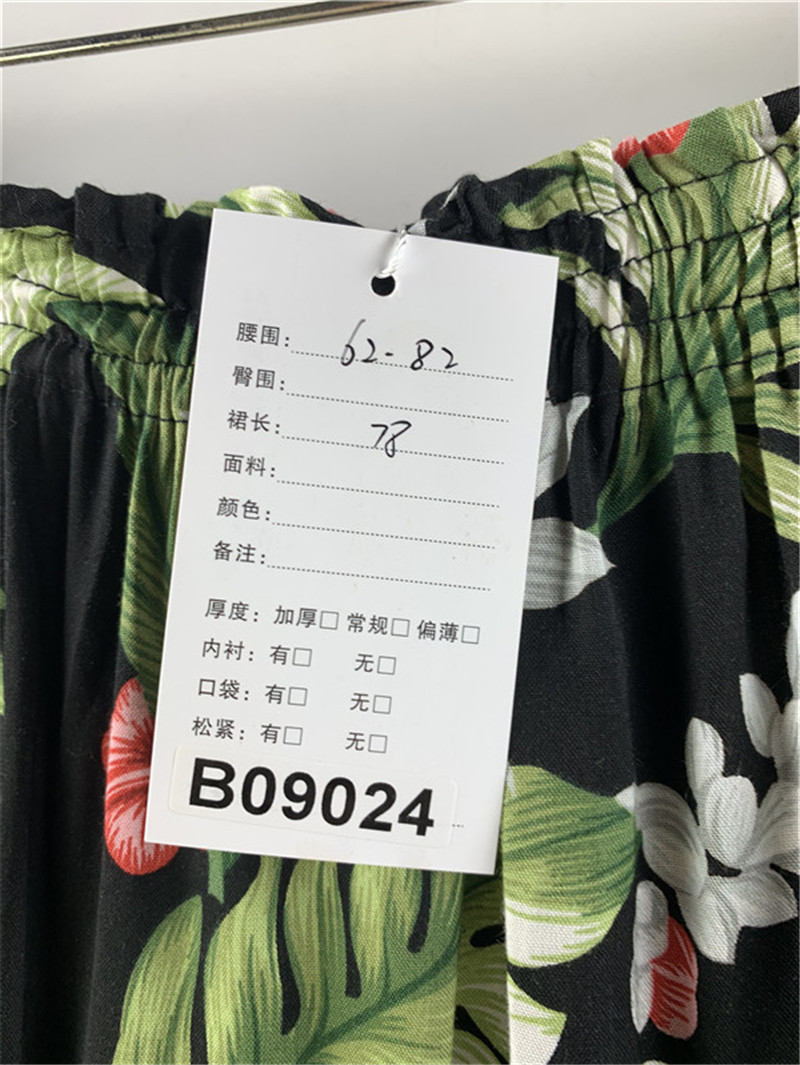 腰围: 62-82
臀围:
裙长: 78
面料:
颜色:
备注:
厚度: 加厚□ 常规□ 偏薄□
内衬: 有□ 无□
口袋: 有□ 无□
松紧: 有□ 无□
B09024